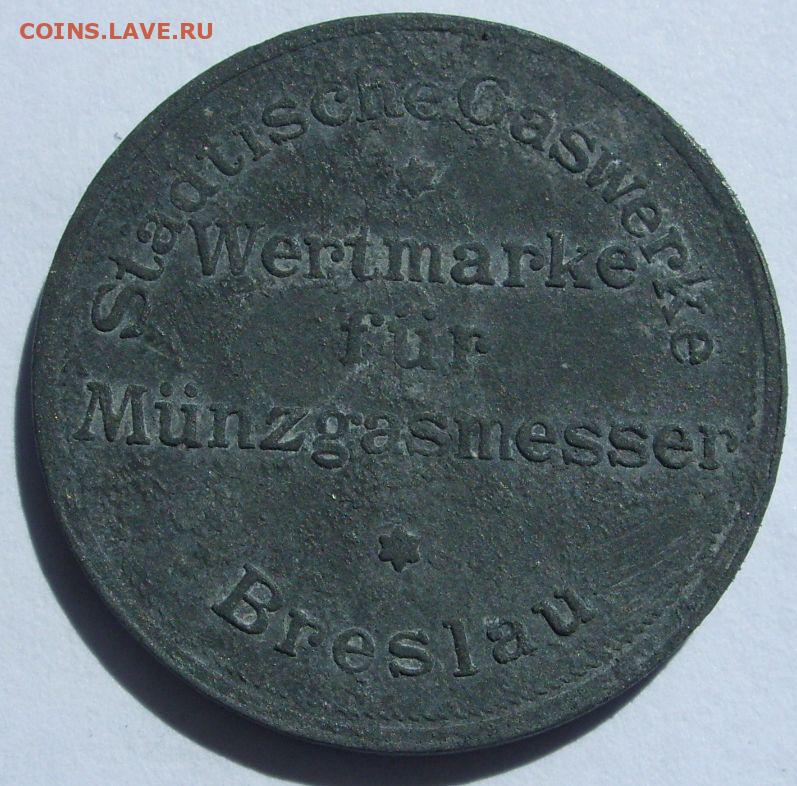 COINS.LAVE.RU
Städtische Gaswerke
Wertmarke
für
Münzgasmesser
Breslau